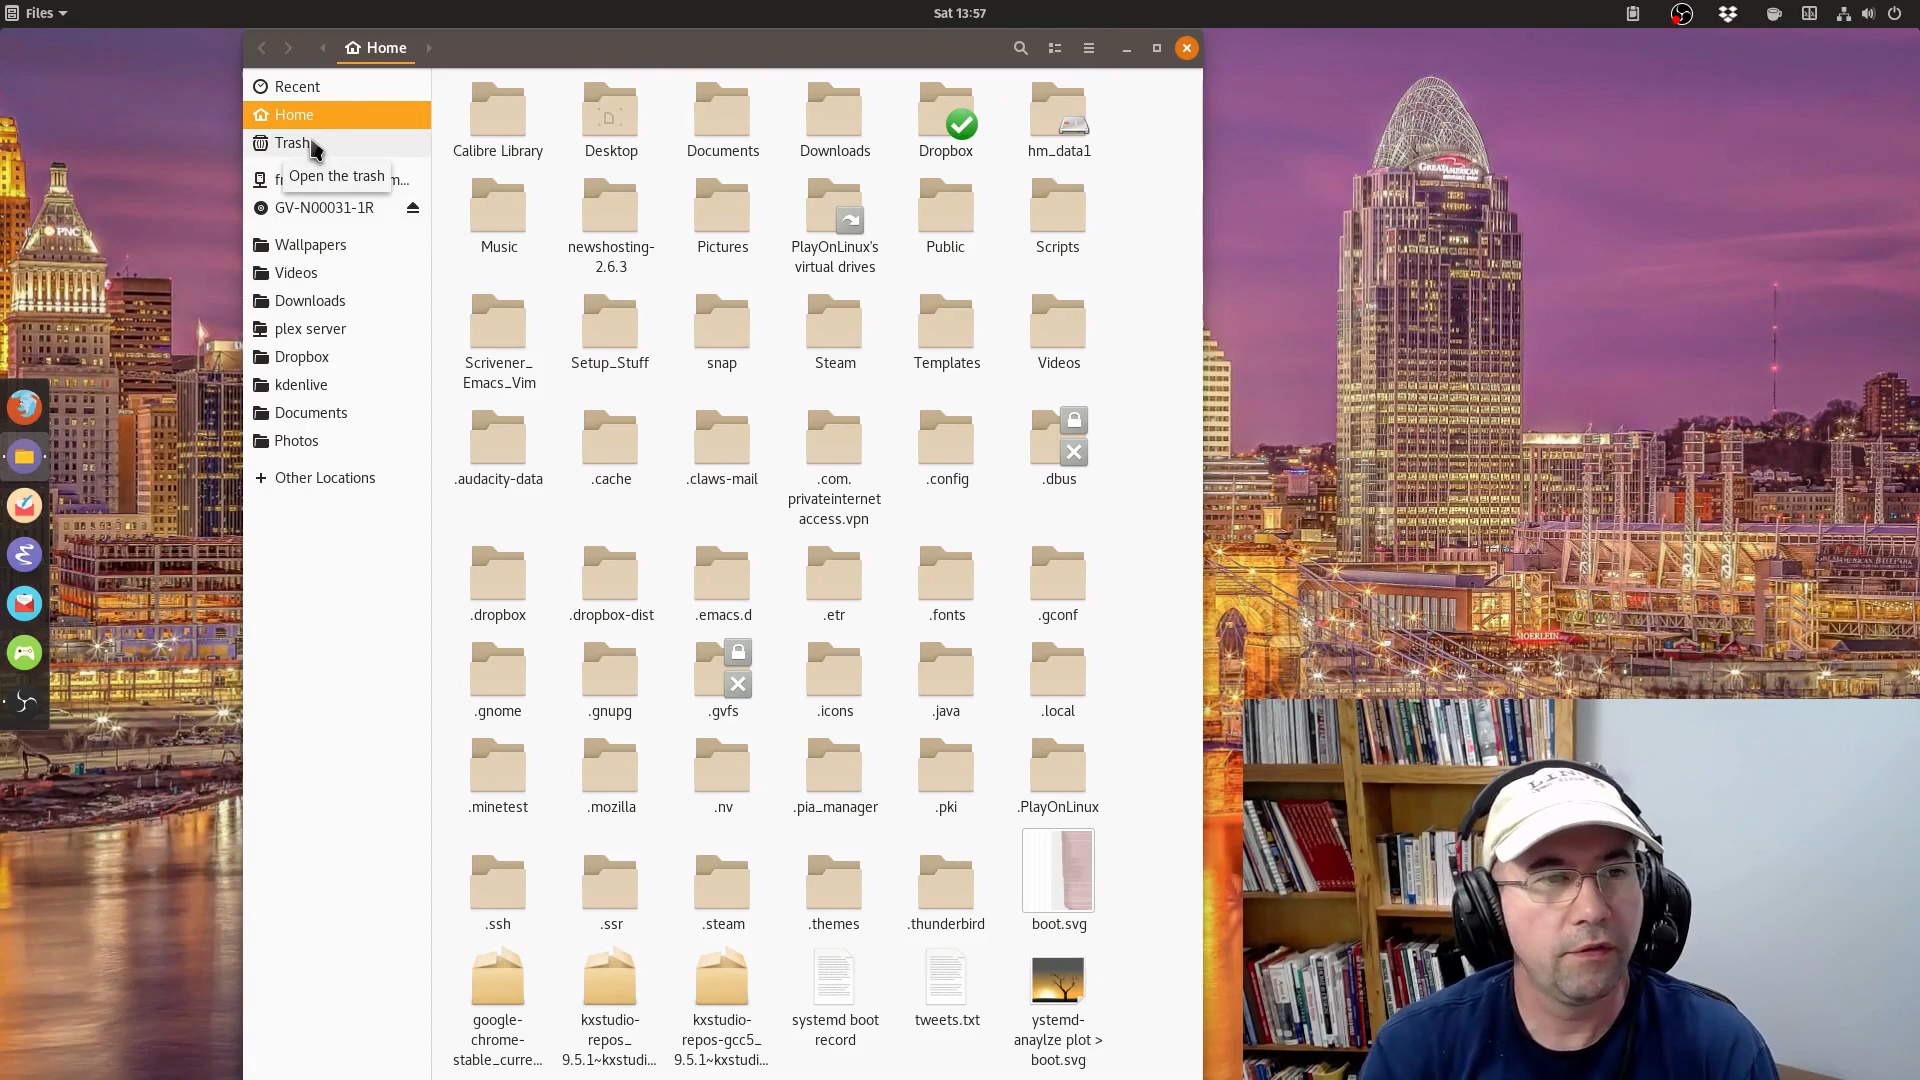 Files
Sat 13:57
Home
Recent
Home
Trash
Open the trash
GV-N00031-1R
Wallpapers
Videos
Downloads
plex server
Dropbox
kdenlive
Documents
Photos
Other Locations
Calibre Library
Desktop
Documents
Downloads
Dropbox
hm_data1
Music
newshosting-
2.6.3
Pictures
PlayOnLinux's
virtual drives
Public
Scripts
Scrivener_
Emacs_Vim
Setup_Stuff
snap
Steam
Templates
Videos
.audacity-data
.cache
.claws-mail
.com.
privateinternet
access.vpn
.config
.dbus
.dropbox
.dropbox-dist
.emacs.d
.etr
.fonts
.gconf
.gnome
.gnupg
.gvfs
.icons
.java
.local
.minetest
.mozilla
.nv
.pia_manager
.pki
.PlayOnLinux
.ssh
.ssr
.steam
.themes
.thunderbird
boot.svg
google-
chrome-
stable_curre...
kxstudio-
repos_
9.5.1~kxstudi...
kxstudio-
repos-gcc5_
9.5.1~kxstudi...
systemd boot
record
tweets.txt
ystemd-
anaylze plot >
boot.svg
PNC
GREAT AMERICAN
MOERLEIN